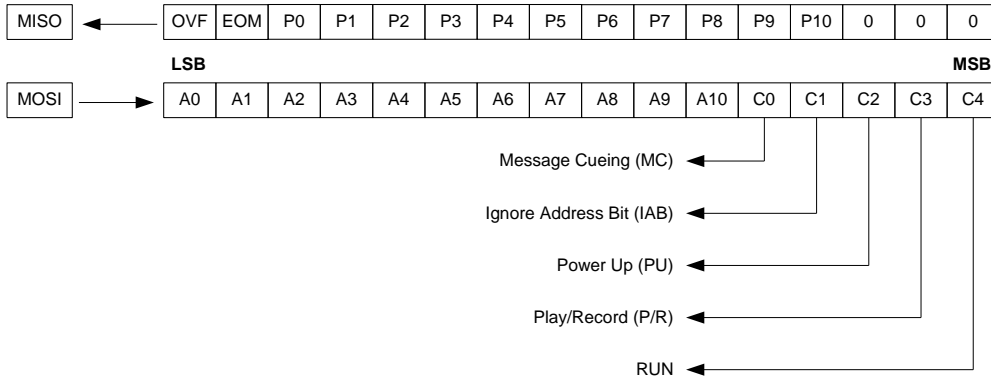 MISO OVF EOM P0 P1 P2 P3 P4 P5 P6 P7 P8 P9 P10 0 0 0
LSB MSB
MOSI A0 A1 A2 A3 A4 A5 A6 A7 A8 A9 A10 C0 C1 C2 C3 C4
Message Cueing (MC)
Ignore Address Bit (IAB)
Power Up (PU)
Play/Record (P/R)
RUN